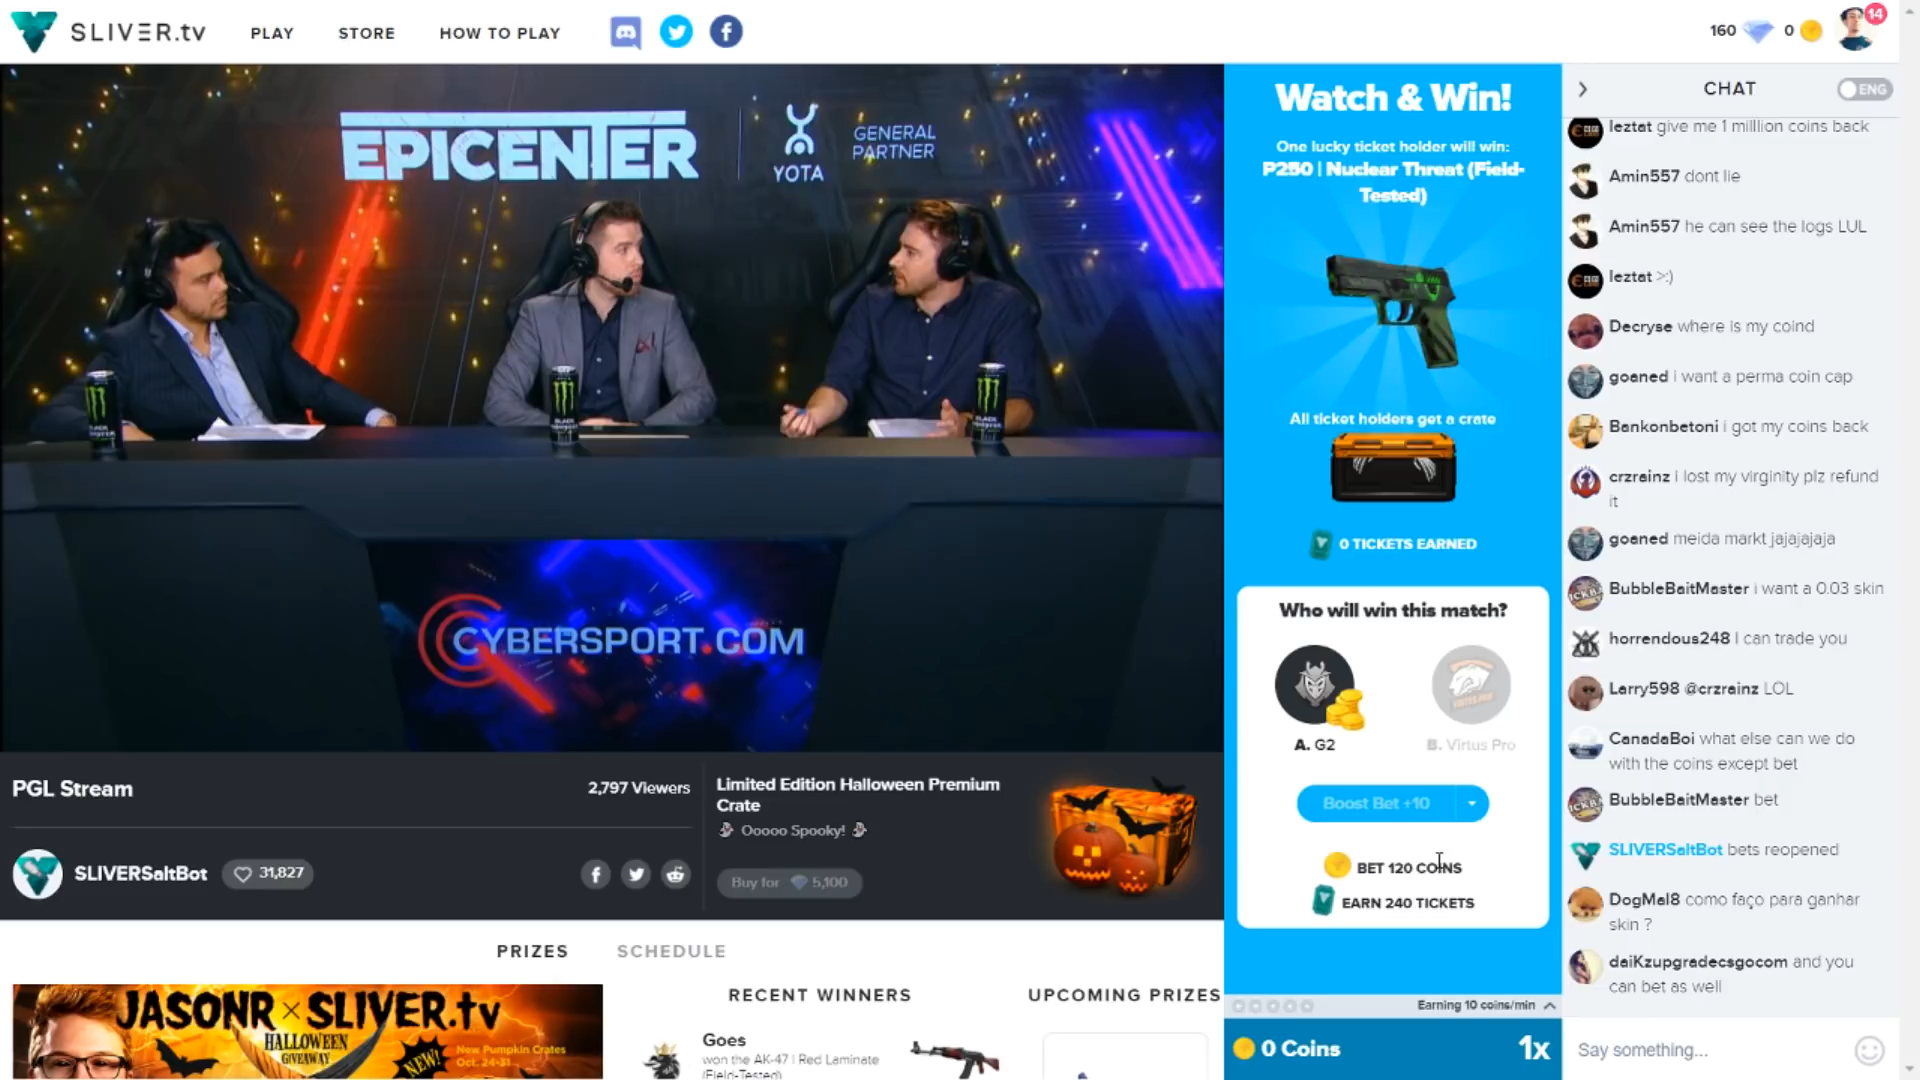 SLIVER.tv
PLAY
STORE
HOW TO PLAY
160
0
14
EPICENTER
YOTA
GENERAL
PARTNER
CYBERSPORT.COM
PGL Stream
2,797 Viewers
SLIVERSaltBot
31,827
Limited Edition Halloween Premium
Crate
Ooooo Spooky!
Buy for 5,100
PRIZES
SCHEDULE
JASONR × SLIVER.tv
HALLOWEEN
GIVEAWAY
NEW!
New Pumpkin Crates
Oct. 24-31
RECENT WINNERS
Goes
won the AK-47 | Red Laminate
(Field-Tested)
UPCOMING PRIZES
Watch & Win!
One lucky ticket holder will win:
P250 | Nuclear Threat (Field-
Tested)
All ticket holders get a crate
0 TICKETS EARNED
Who will win this match?
A. G2
B. Virtus Pro
Boost Bet +10
BET 120 COINS
EARN 240 TICKETS
Earning 10 coins/min
0 Coins
1x
CHAT
ENG
leztat give me 1 milllion coins back
Amin557 dont lie
Amin557 he can see the logs LUL
leztat >:)
Decryse where is my coind
goaned i want a perma coin cap
Bankonbetoni i got my coins back
crzrainz i lost my virginity plz refund
it
goaned meida markt jajajajaja
BubbleBaitMaster i want a 0.03 skin
horrendous248 I can trade you
Larry598 @crzrainz LOL
CanadaBoi what else can we do
with the coins except bet
BubbleBaitMaster bet
SLIVERSaltBot bets reopened
DogMal8 como faço para ganhar
skin ?
daiKzupgradecsgocom and you
can bet as well
Say something...